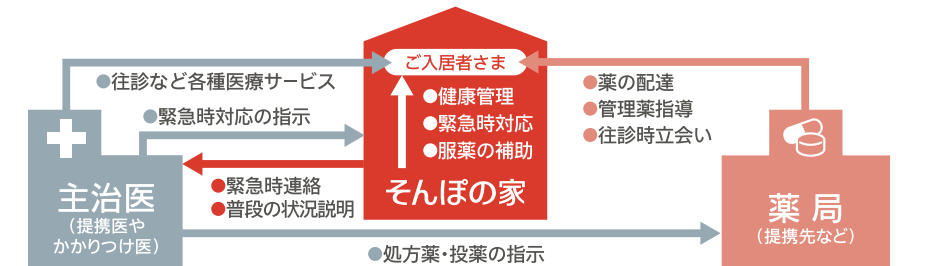 ご入居者さま
●往診など各種医療サービス
●緊急時対応の指示
●健康管理
●緊急時対応
●服薬の補助
そんぽの家
●薬の配達
●管理薬指導
●往診時立会い
●緊急時連絡
●普段の状況説明
主治医
(提携医や
かかりつけ医)
薬局
(提携先など)
●処方薬・投薬の指示